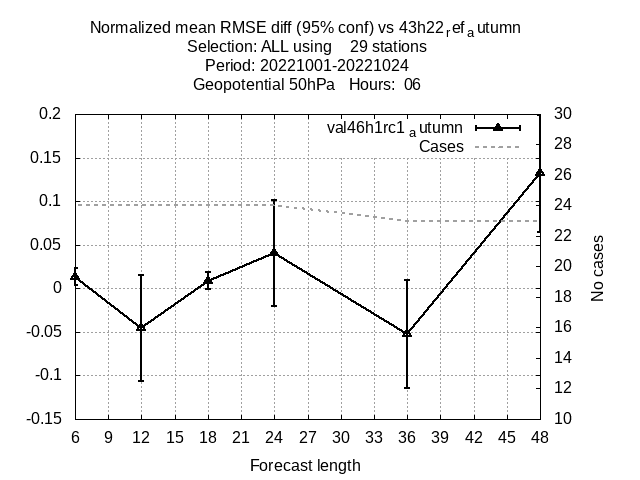 Normalized mean RMSE diff (95% conf) vs 43h22ᵣefₐutumn
Selection: ALL using 29 stations
Period: 20221001-20221024
Geopotential 50hPa Hours: 06
0.2
0.15
0.1
0.05
0
-0.05
-0.1
-0.15
val46h1rc1ₐutumn
Cases
30
28
26
24
22
20
18
16
14
12
10
No cases
6 9 12 15 18 21 24 27 30 33 36 39 42 45 48
Forecast length